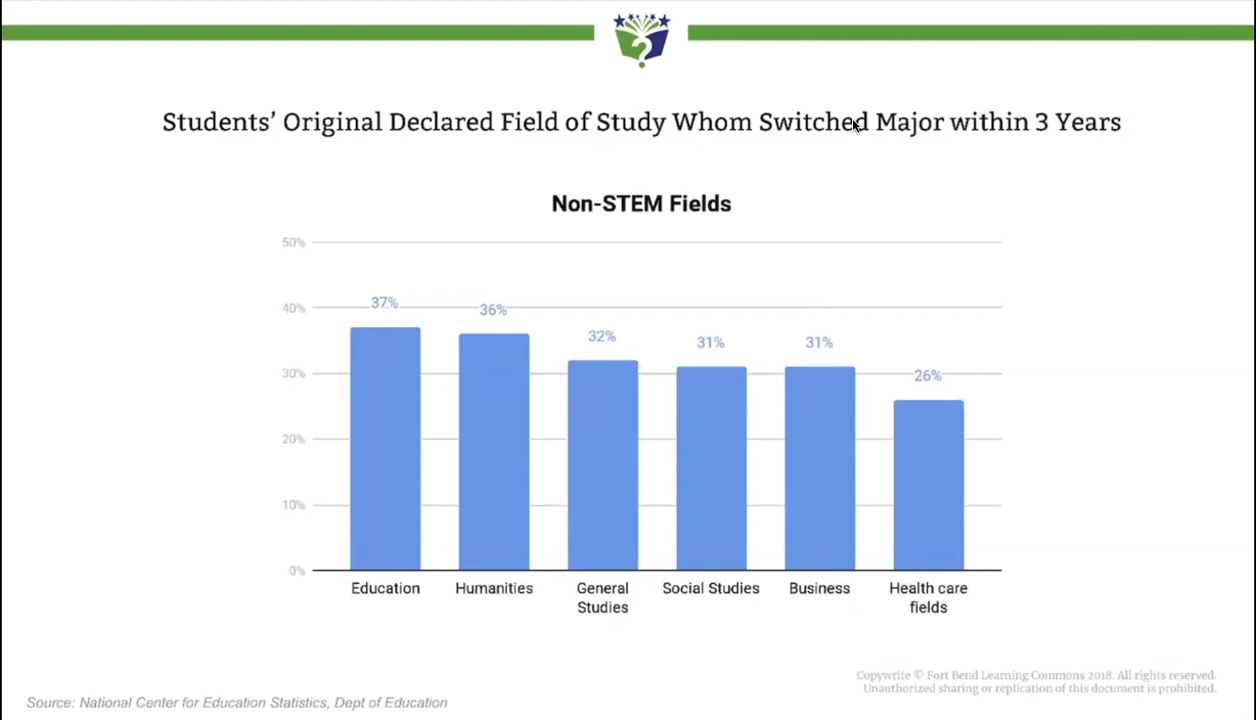 Students’ Original Declared Field of Study Whom Switched Major within 3 Years
Non-STEM Fields
50%
40%
30%
20%
10%
0%
37%
36%
32%
31%
31%
26%
Education
Humanities
General
Studies
Social Studies
Business
Health care
fields
Copywrite © Fort Bend Learning Commons 2018. All rights reserved.
Unauthorized sharing or replication of this document is prohibited.
Source: National Center for Education Statistics, Dept of Education